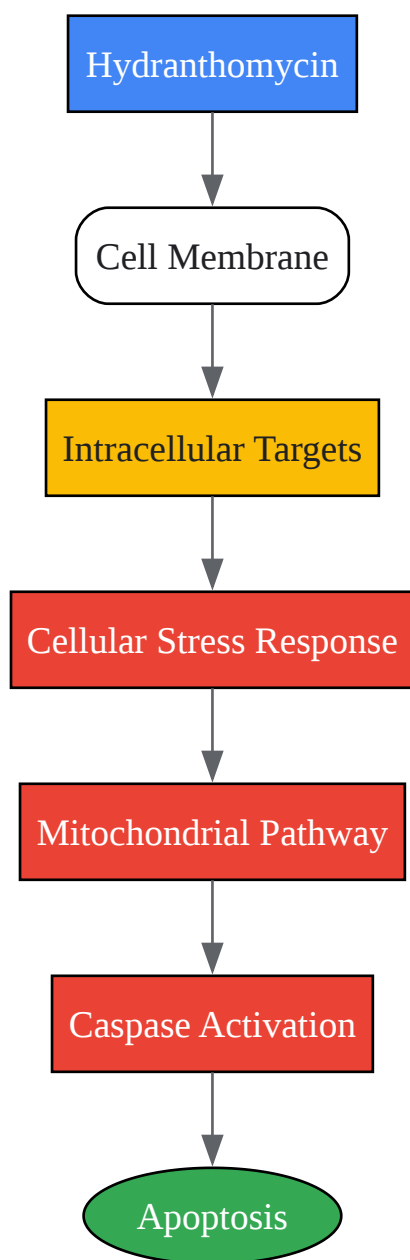 Hydranthomycin
Cell Membrane
Intracellular Targets
Cellular Stress Response
Mitochondrial Pathway
Caspase Activation
Apoptosis